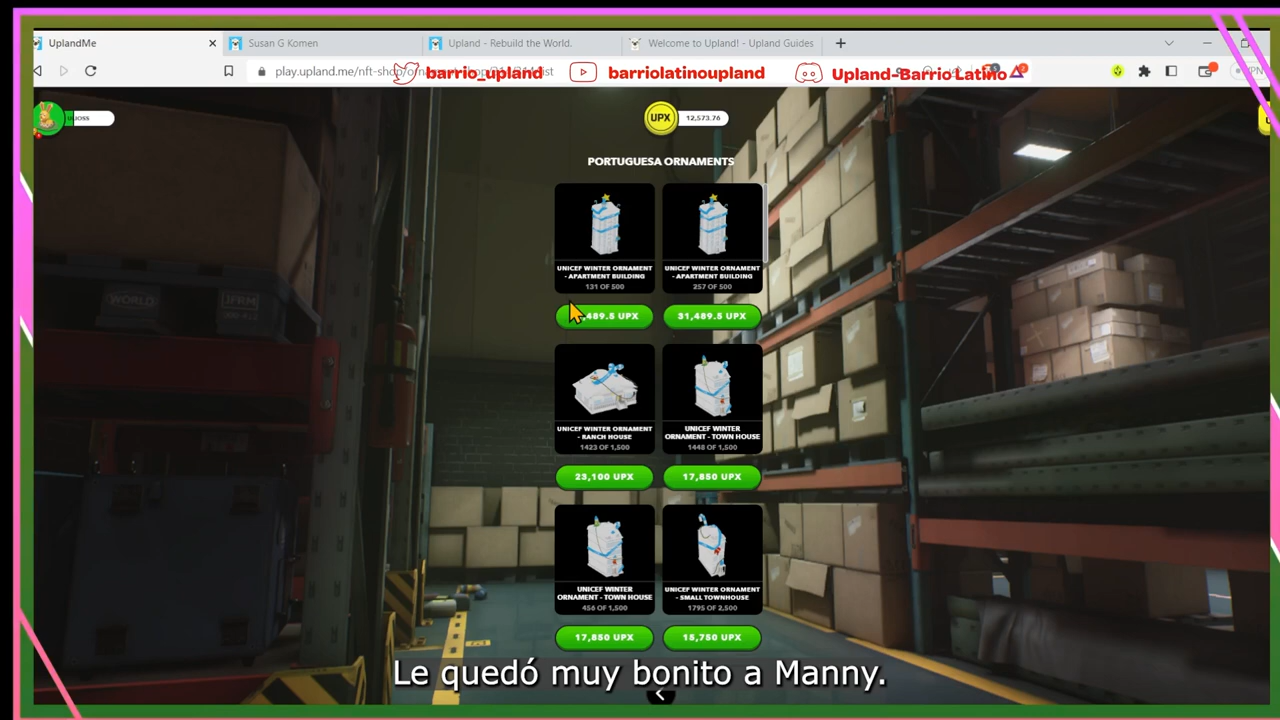 UplandMe
Susan G Komen
Upland - Rebuild the World.
Welcome to Upland! - Upland Guides
barrio_upland
barriolatinoupland
Upland-Barrio Latino
play.upland.me/nft-shop/
UPX
12,573.76
PORTUGUESA ORNAMENTS
UNICEF WINTER ORNAMENT
- APARTMENT BUILDING
131 OF 500
UNICEF WINTER ORNAMENT
- APARTMENT BUILDING
257 OF 500
489.5 UPX
31,489.5 UPX
UNICEF WINTER ORNAMENT
- RANCH HOUSE
1423 OF 1,500
UNICEF WINTER
ORNAMENT - TOWN HOUSE
1448 OF 1,500
23,100 UPX
17,850 UPX
UNICEF WINTER
ORNAMENT - TOWN HOUSE
456 OF 1,500
UNICEF WINTER ORNAMENT
- SMALL TOWNHOUSE
1795 OF 2,500
17,850 UPX
15,750 UPX
Le quedó muy bonito a Manny.